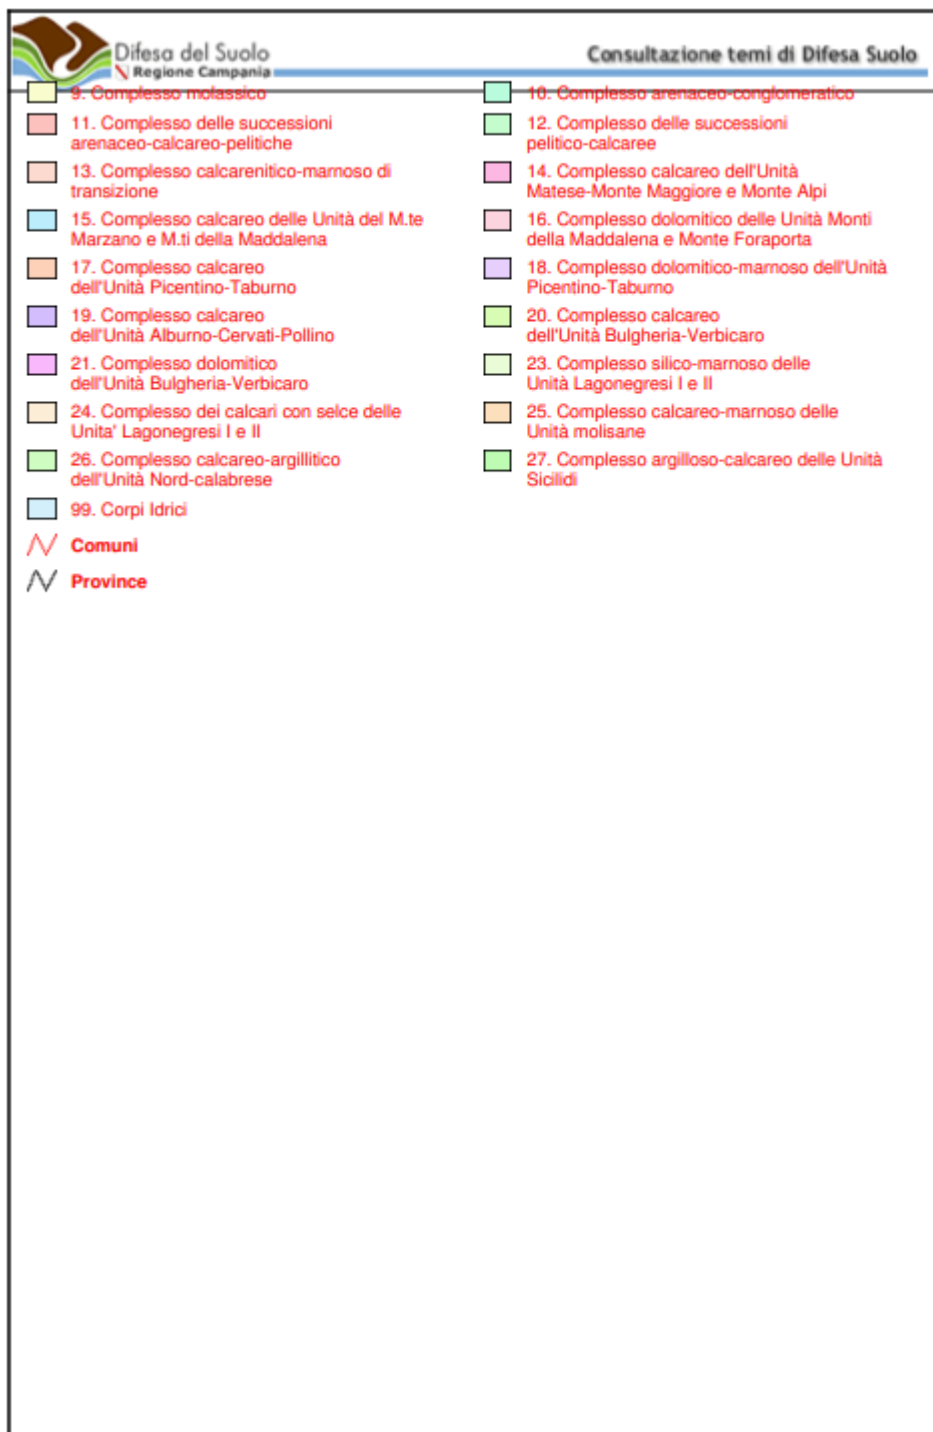 Difesa del Suolo
Regione Campania
Consultazione temi di Difesa Suolo
9. Complesso molassico
10. Complesso arenaceo-conglomeratico
11. Complesso delle successioni
arenaceo-calcareo-pelitiche
12. Complesso delle successioni
pelitico-calcaree
13. Complesso calcarenitico-marnoso di
transizione
14. Complesso calcareo dell'Unità
Matese-Monte Maggiore e Monte Alpi
15. Complesso calcareo delle Unità del M.te
Marzano e M.ti della Maddalena
16. Complesso dolomitico delle Unità Monti
della Maddalena e Monte Foraporta
17. Complesso calcareo
dell'Unità Picentino-Taburno
18. Complesso dolomitico-marnoso dell'Unità
Picentino-Taburno
19. Complesso calcareo
dell'Unità Alburno-Cervati-Pollino
20. Complesso calcareo
dell'Unità Bulgheria-Verbicaro
21. Complesso dolomitico
dell'Unità Bulgheria-Verbicaro
23. Complesso silico-marnoso delle
Unità Lagonegresi I e II
24. Complesso dei calcari con selce delle
Unita' Lagonegresi I e II
25. Complesso calcareo-marnoso delle
Unità molisane
26. Complesso calcareo-argillitico
dell'Unità Nord-calabrese
27. Complesso argilloso-calcareo delle Unità
Sicilidi
99. Corpi Idrici
Comuni
Province